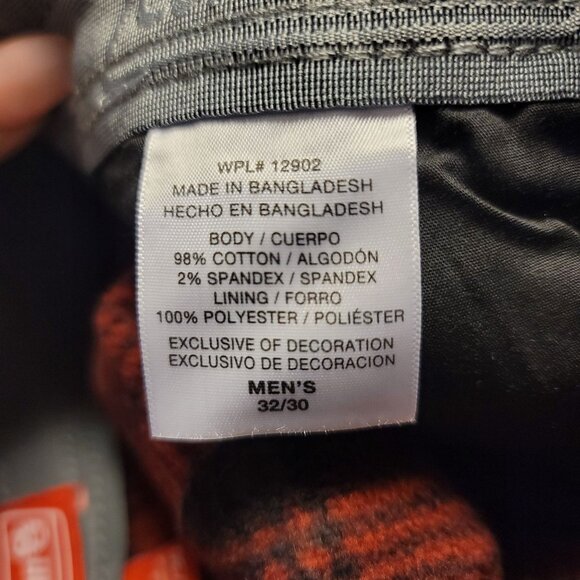 WPL# 12902
MADE IN BANGLADESH
HECHO EN BANGLADESH
BODY / CUERPO
98% COTTON / ALGODÓN
2% SPANDEX / SPANDEX
LINING / FORRO
100% POLYESTER / POLIÉSTER
EXCLUSIVE OF DECORATION
EXCLUSIVO DE DECORACION
MEN'S
32/30